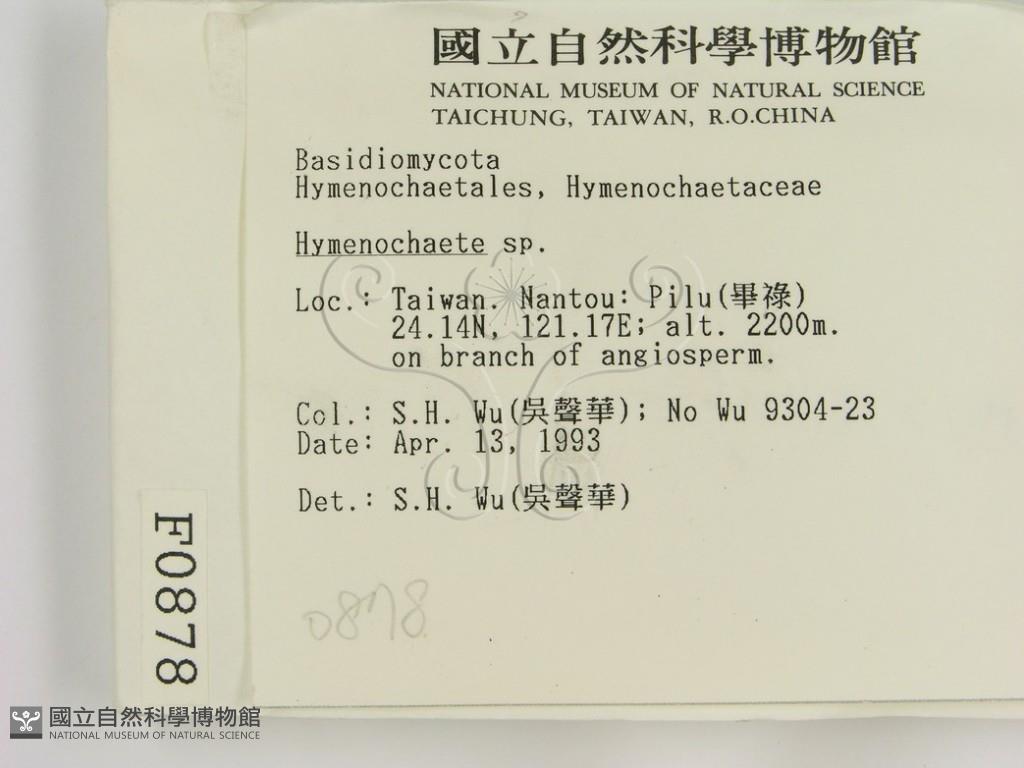 國立自然科學博物館
NATIONAL MUSEUM OF NATURAL SCIENCE
TAICHUNG, TAIWAN, R.O.CHINA
Basidiomycota
Hymenochaetales, Hymenochaetaceae
Hymenochaete sp.
Loc.: Taiwan. Nantou: Pilu(畢祿)
24.14N, 121.17E; alt. 2200m.
on branch of angiosperm.
Col.: S.H. Wu(吳聲華); No Wu 9304-23
Date: Apr. 13, 1993
Det.: S.H. Wu(吳聲華)
F0878
0878
國立自然科學博物館
NATIONAL MUSEUM OF NATURAL SCIENCE